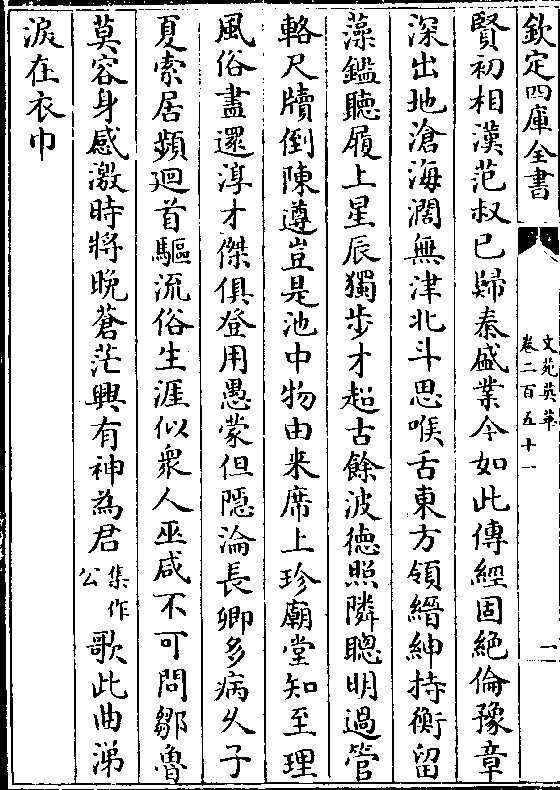 欽定四庫全書
文苑英華
卷二百五十一
一
賢初相漢范叔已歸秦盛業今如此傳經固絶倫豫章
深出地滄海濶無津北斗思喉舌東方領縉紳持衡留
藻鑑聽履上星辰獨步才超古餘波徳照隣聰明過管
輅尺牘倒陳遵豈是池中物由来席上珍廟堂知至理
風俗盡還淳才傑俱登用愚蒙但隠淪長卿多病久子
夏索居頻廻首驅流俗生涯似衆人巫咸不可問鄒魯
莫容身感激時將晚蒼茫興有神為君集作公歌此曲涕
淚在衣巾